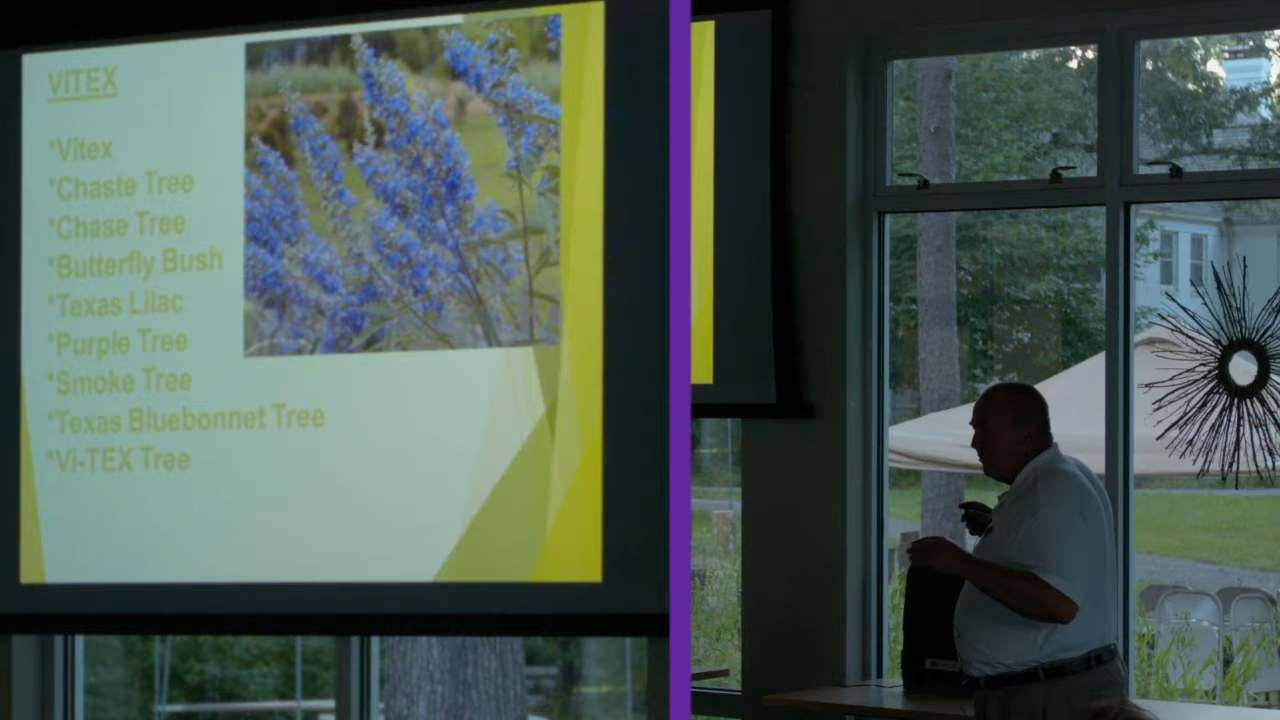 VITEX
*Vitex
*Chaste Tree
*Chase Tree
*Butterfly Bush
*Texas Lilac
*Purple Tree
*Smoke Tree
*Texas Bluebonnet Tree
*Vi-TEX Tree